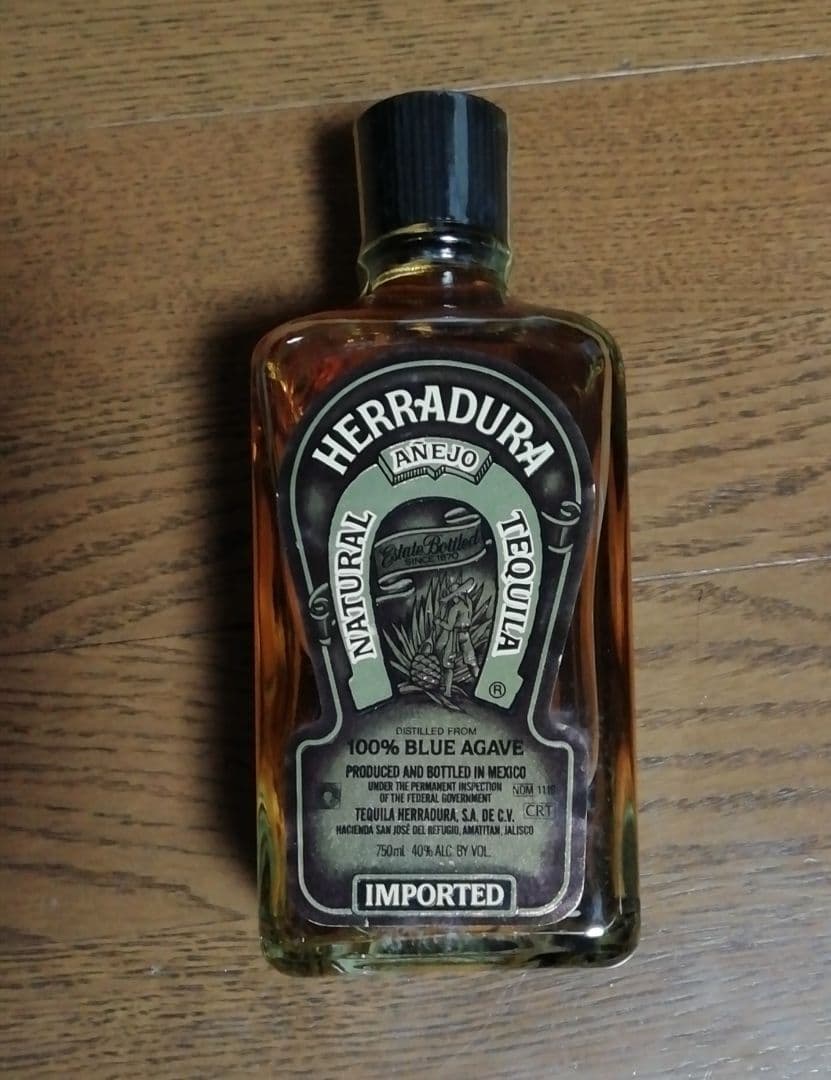 HERRADURA
AÑEJO
NATURAL
TEQUILA
Estate Bottled
SINCE 1870
®
DISTILLED FROM
100% BLUE AGAVE
PRODUCED AND BOTTLED IN MEXICO
UNDER THE PERMANENT INSPECTION
OF THE FEDERAL GOVERNMENT
NOM
TEQUILA HERRADURA, S.A. DE C.V.
CRT
HACIENDA SAN JOSÉ DEL REFUGIO, AMATITAN, JALISCO
750ml 40% ALC. BY VOL.
IMPORTED